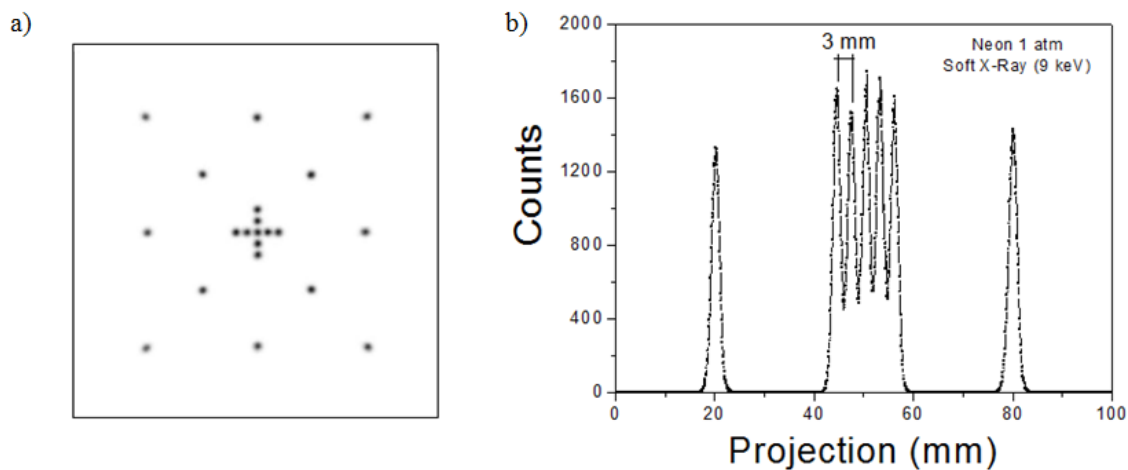 a)
b)
2000
1600
1200
800
400
0
Counts
3 mm
Neon 1 atm
Soft X-Ray (9 keV)
0 20 40 60 80 100
Projection (mm)